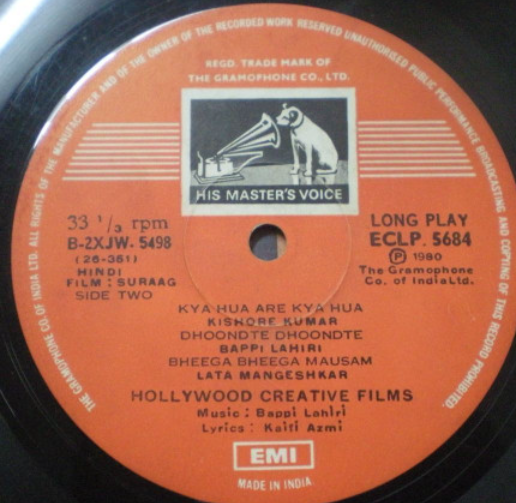 THE GRAMOPHONE CO. OF INDIA LTD. ALL RIGHTS OF THE MANUFACTURER AND OF THE OWNER OF THE RECORDED WORK RESERVED UNAUTHORISED PUBLIC PERFORMANCE BROADCASTING AND COPYING OF THIS RECORD PROHIBITED.
REGD. TRADE MARK OF
THE GRAMOPHONE CO., LTD.
HIS MASTER'S VOICE
33 1/3 rpm
B-2XJW. 5498
(26-361)
HINDI
FILM : SURAAG
SIDE TWO
LONG PLAY
ECLP. 5684
Ⓟ 1980
The Gramophone
Co. of India Ltd.
KYA HUA ARE KYA HUA
KISHORE KUMAR
DHOONDTE DHOONDTE
BAPPI LAHIRI
BHEEGA BHEEGA MAUSAM
LATA MANGESHKAR
HOLLYWOOD CREATIVE FILMS
Music : Bappi Lahiri
Lyrics : Kaifi Azmi
EMI
MADE IN INDIA